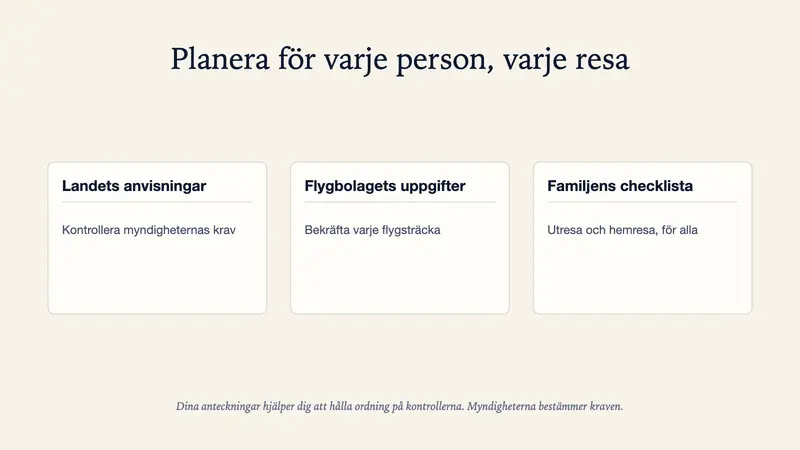 Planera för varje person, varje resa
Landets anvisningar
Kontrollera myndigheternas krav
Flygbolagets uppgifter
Bekräfta varje flygsträcka
Familjens checklista
Utresa och hemresa, för alla
Dina anteckningar hjälper dig att hålla ordning på kontrollerna. Myndigheterna bestämmer kraven.